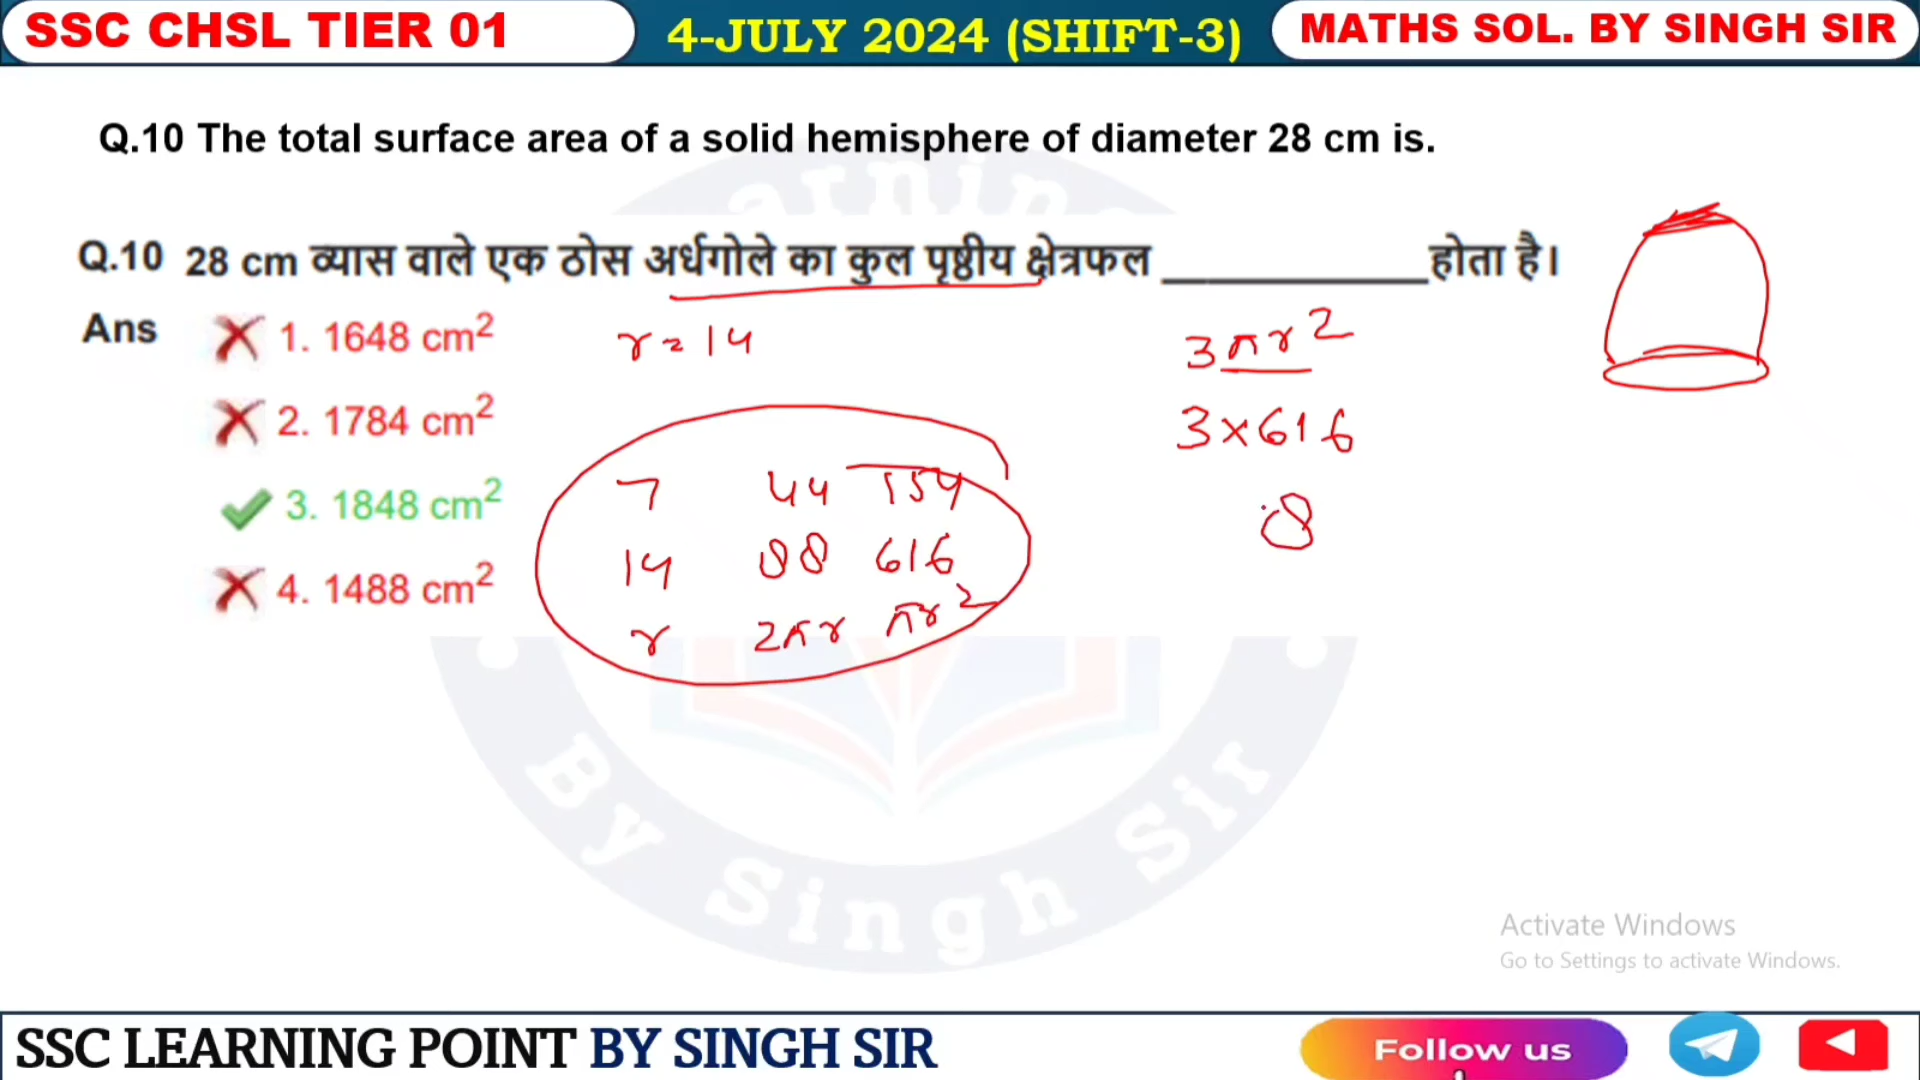 SSC CHSL TIER 01
4-JULY 2024 (SHIFT-3)
MATHS SOL. BY SINGH SIR
Q.10 The total surface area of a solid hemisphere of diameter 28 cm is.
Q.10 28 cm व्यास वाले एक ठोस अर्धगोले का कुल पृष्ठीय क्षेत्रफल ____________ होता है।
Ans
1. 1648 cm²
2. 1784 cm²
3. 1848 cm²
4. 1488 cm²
r = 14
7 44 154
14 88 616
r 2πr πr²
3πr²
3×616
8
arning
By Singh Sir
Activate Windows
Go to Settings to activate Windows.
SSC LEARNING POINT BY SINGH SIR
Follow us